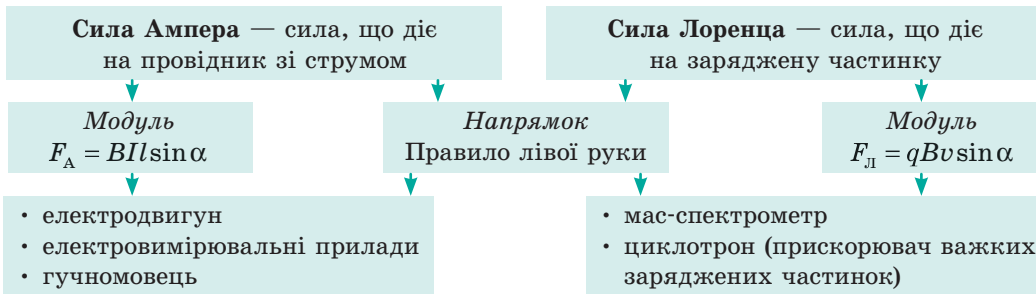 Сила Ампера — сила, що діє
на провідник зі струмом
Сила Лоренца — сила, що діє
на заряджену частинку
Модуль
F_А = BIl sin α
Напрямок
Правило лівої руки
Модуль
F_Л = qBv sin α
• електродвигун
• електровимірювальні прилади
• гучномовець
• мас-спектрометр
• циклотрон (прискорювач важких
заряджених частинок)